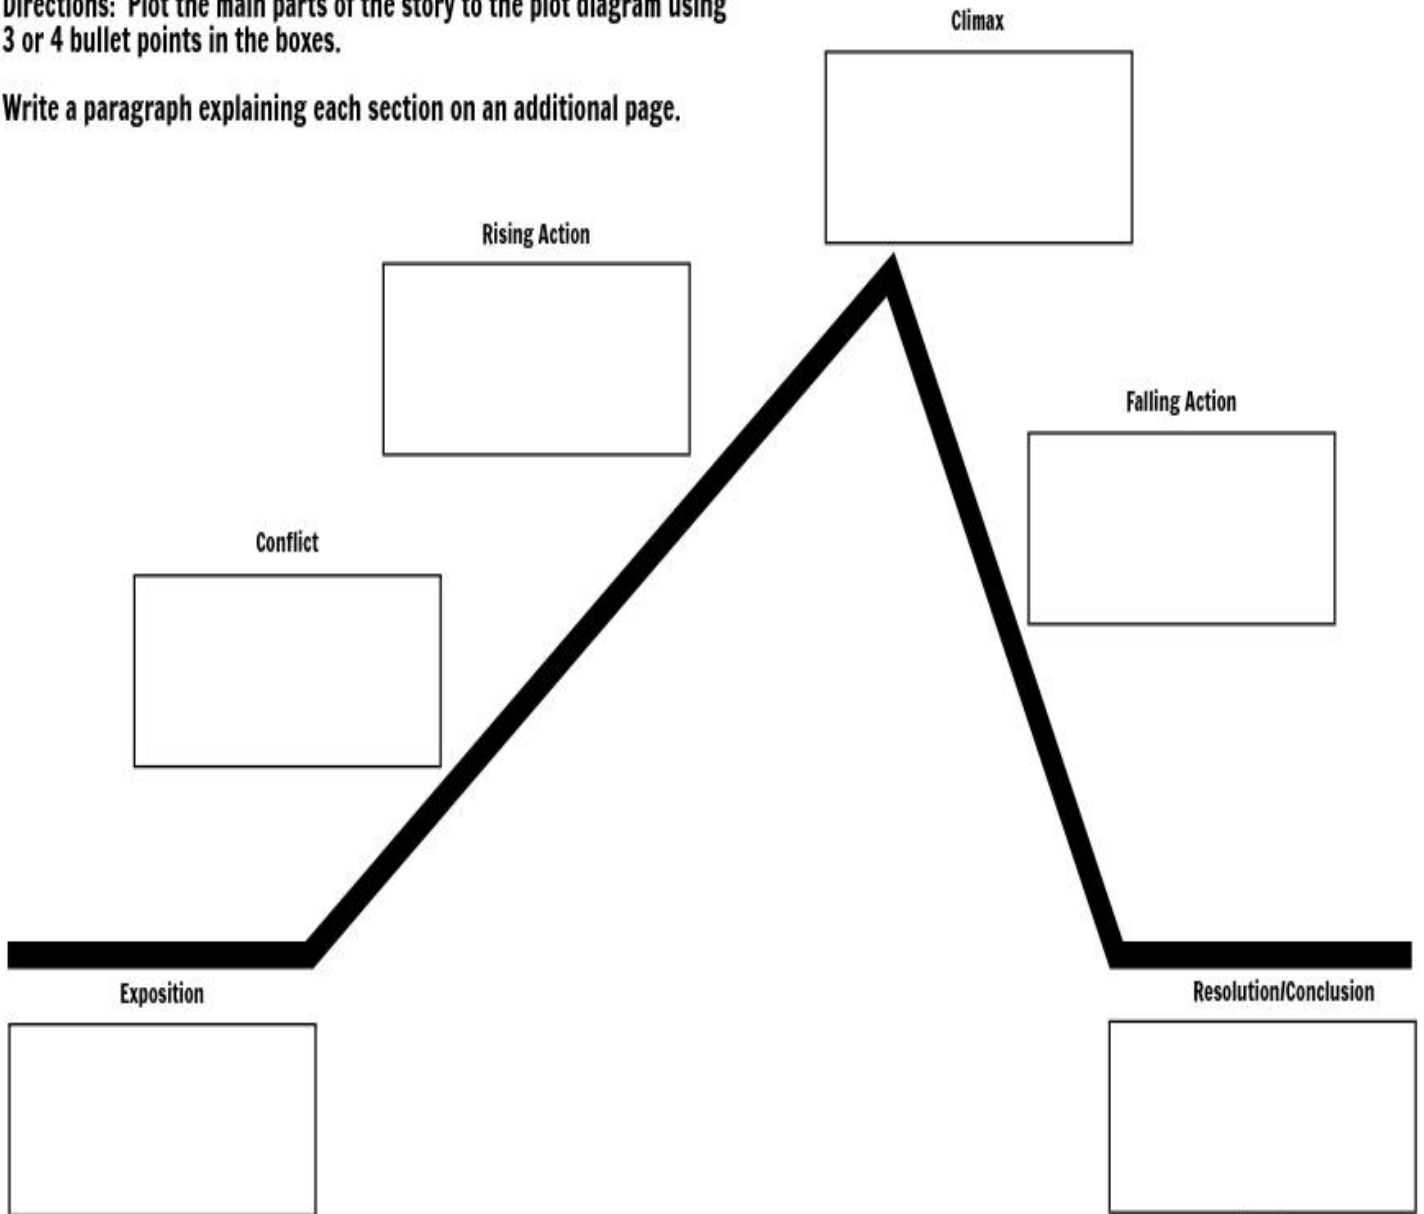 Directions: Plot the main parts of the story to the plot diagram using
3 or 4 bullet points in the boxes.
Write a paragraph explaining each section on an additional page.
Climax
Rising Action
Falling Action
Conflict
Exposition
Resolution/Conclusion